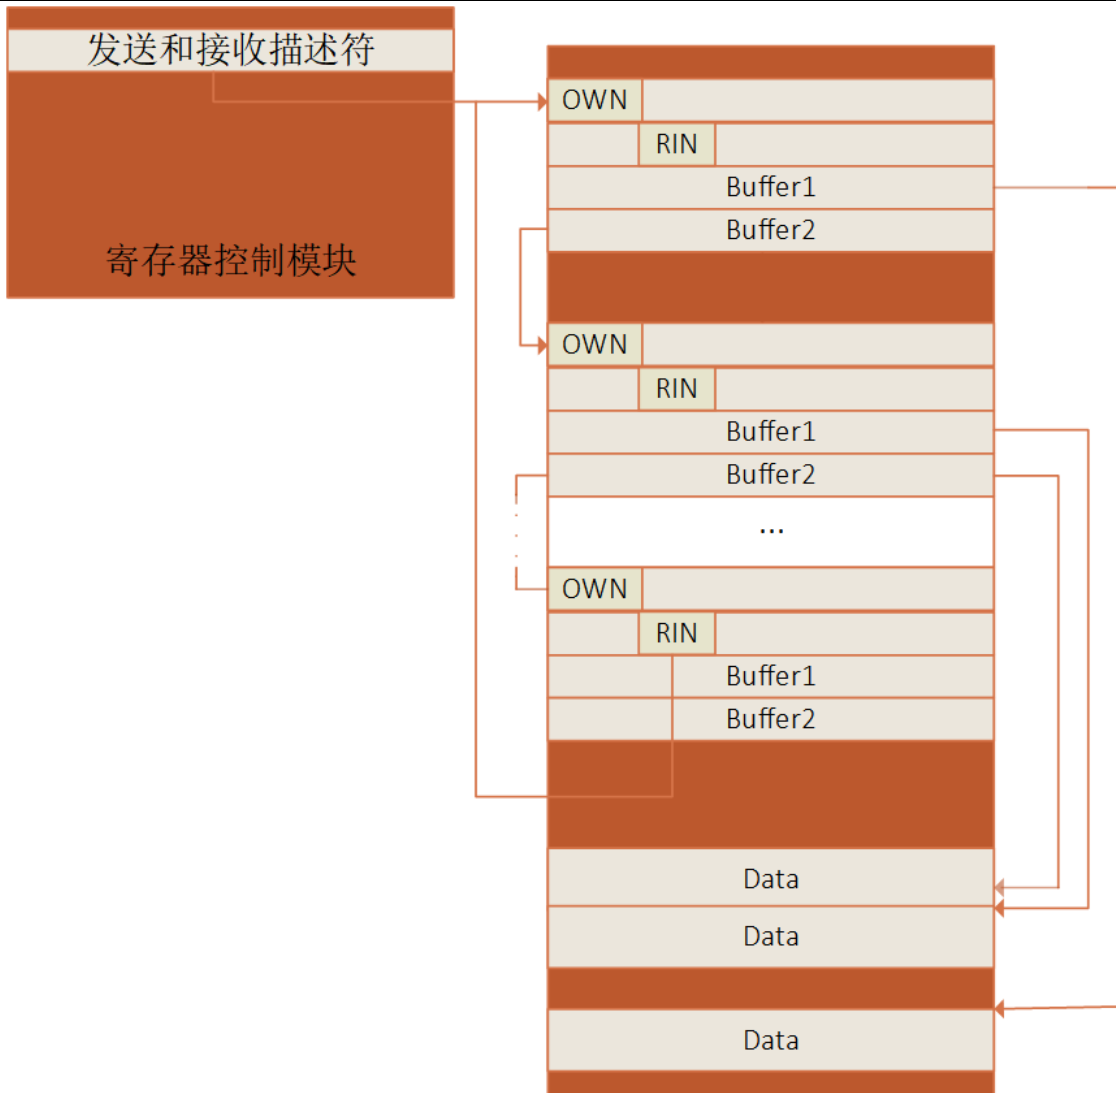 发送和接收描述符
寄存器控制模块
OWN
RIN
Buffer1
Buffer2
OWN
RIN
Buffer1
Buffer2
...
OWN
RIN
Buffer1
Buffer2
Data
Data
Data